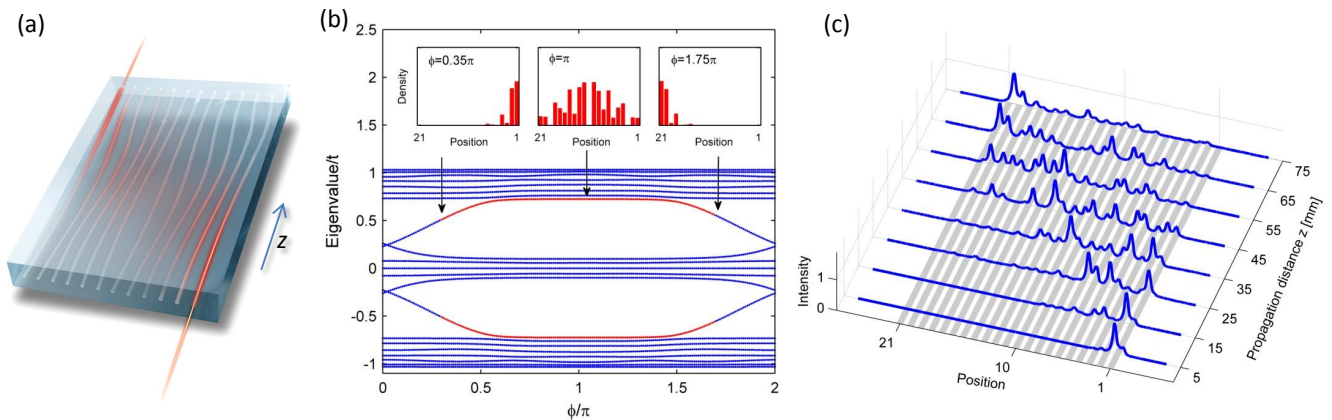 (a)
z
(b)
2.5
2
1.5
1
0.5
0
-0.5
-1
Eigenvalue/t
0
0.5
1
1.5
2
ϕ/π
Density
ϕ=0.35π
21
1
Position
ϕ=π
21
1
Position
ϕ=1.75π
21
1
Position
(c)
Intensity
1
0
21
10
1
Position
5
15
25
35
45
55
65
75
Propagation distance z [mm]